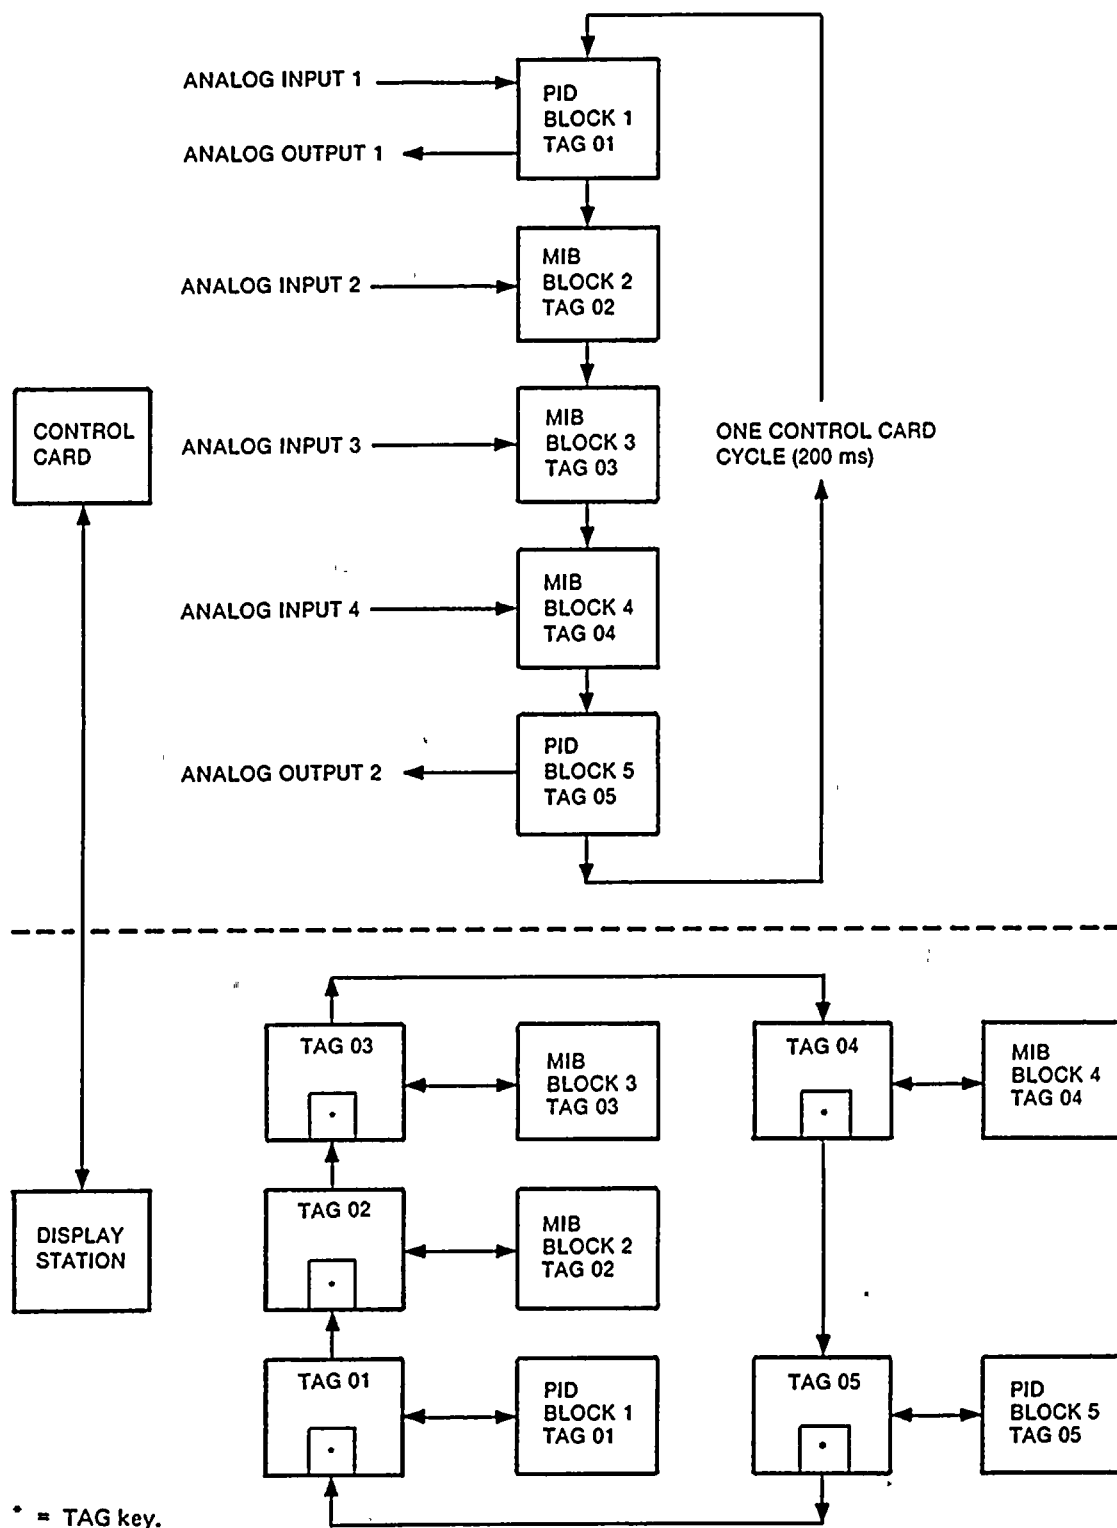 ANALOG INPUT 1
PID
BLOCK 1
TAG 01
ANALOG OUTPUT 1
ANALOG INPUT 2
MIB
BLOCK 2
TAG 02
CONTROL
CARD
ANALOG INPUT 3
MIB
BLOCK 3
TAG 03
ONE CONTROL CARD
CYCLE (200 ms)
ANALOG INPUT 4
MIB
BLOCK 4
TAG 04
ANALOG OUTPUT 2
PID
BLOCK 5
TAG 05
TAG 03
*
MIB
BLOCK 3
TAG 03
TAG 04
*
MIB
BLOCK 4
TAG 04
DISPLAY
STATION
TAG 02
*
MIB
BLOCK 2
TAG 02
TAG 01
*
PID
BLOCK 1
TAG 01
TAG 05
*
PID
BLOCK 5
TAG 05
* = TAG key.